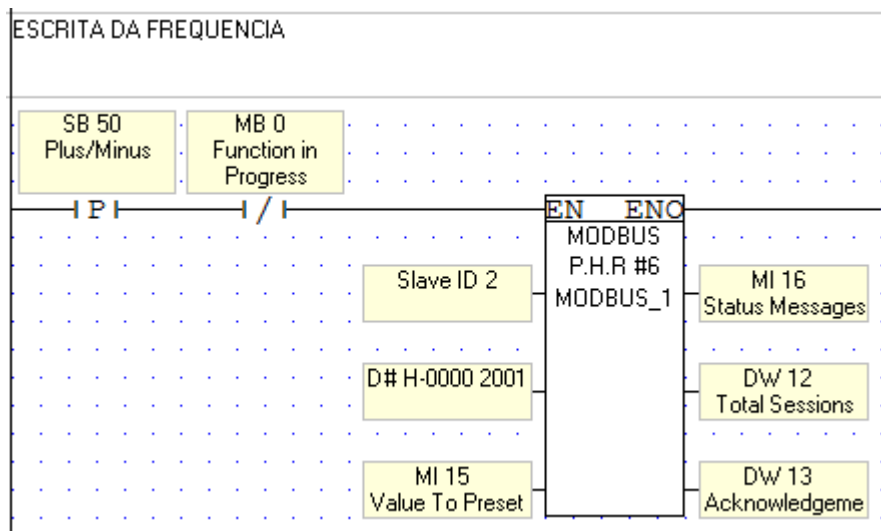 ESCRITA DA FREQUENCIA
SB 50
Plus/Minus
MB 0
Function in
Progress
P
/
EN ENO
MODBUS
P.H.R #6
MODBUS_1
Slave ID 2
MI 16
Status Messages
D# H-0000 2001
DW 12
Total Sessions
MI 15
Value To Preset
DW 13
Acknowledgeme